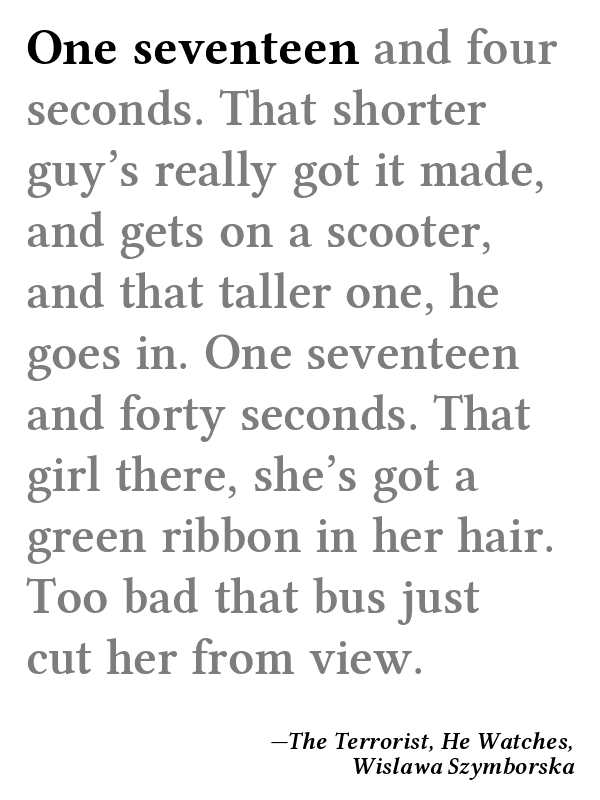 One seventeen and four
seconds. That shorter
guy’s really got it made,
and gets on a scooter,
and that taller one, he
goes in. One seventeen
and forty seconds. That
girl there, she’s got a
green ribbon in her hair.
Too bad that bus just
cut her from view.
—The Terrorist, He Watches,
Wislawa Szymborska